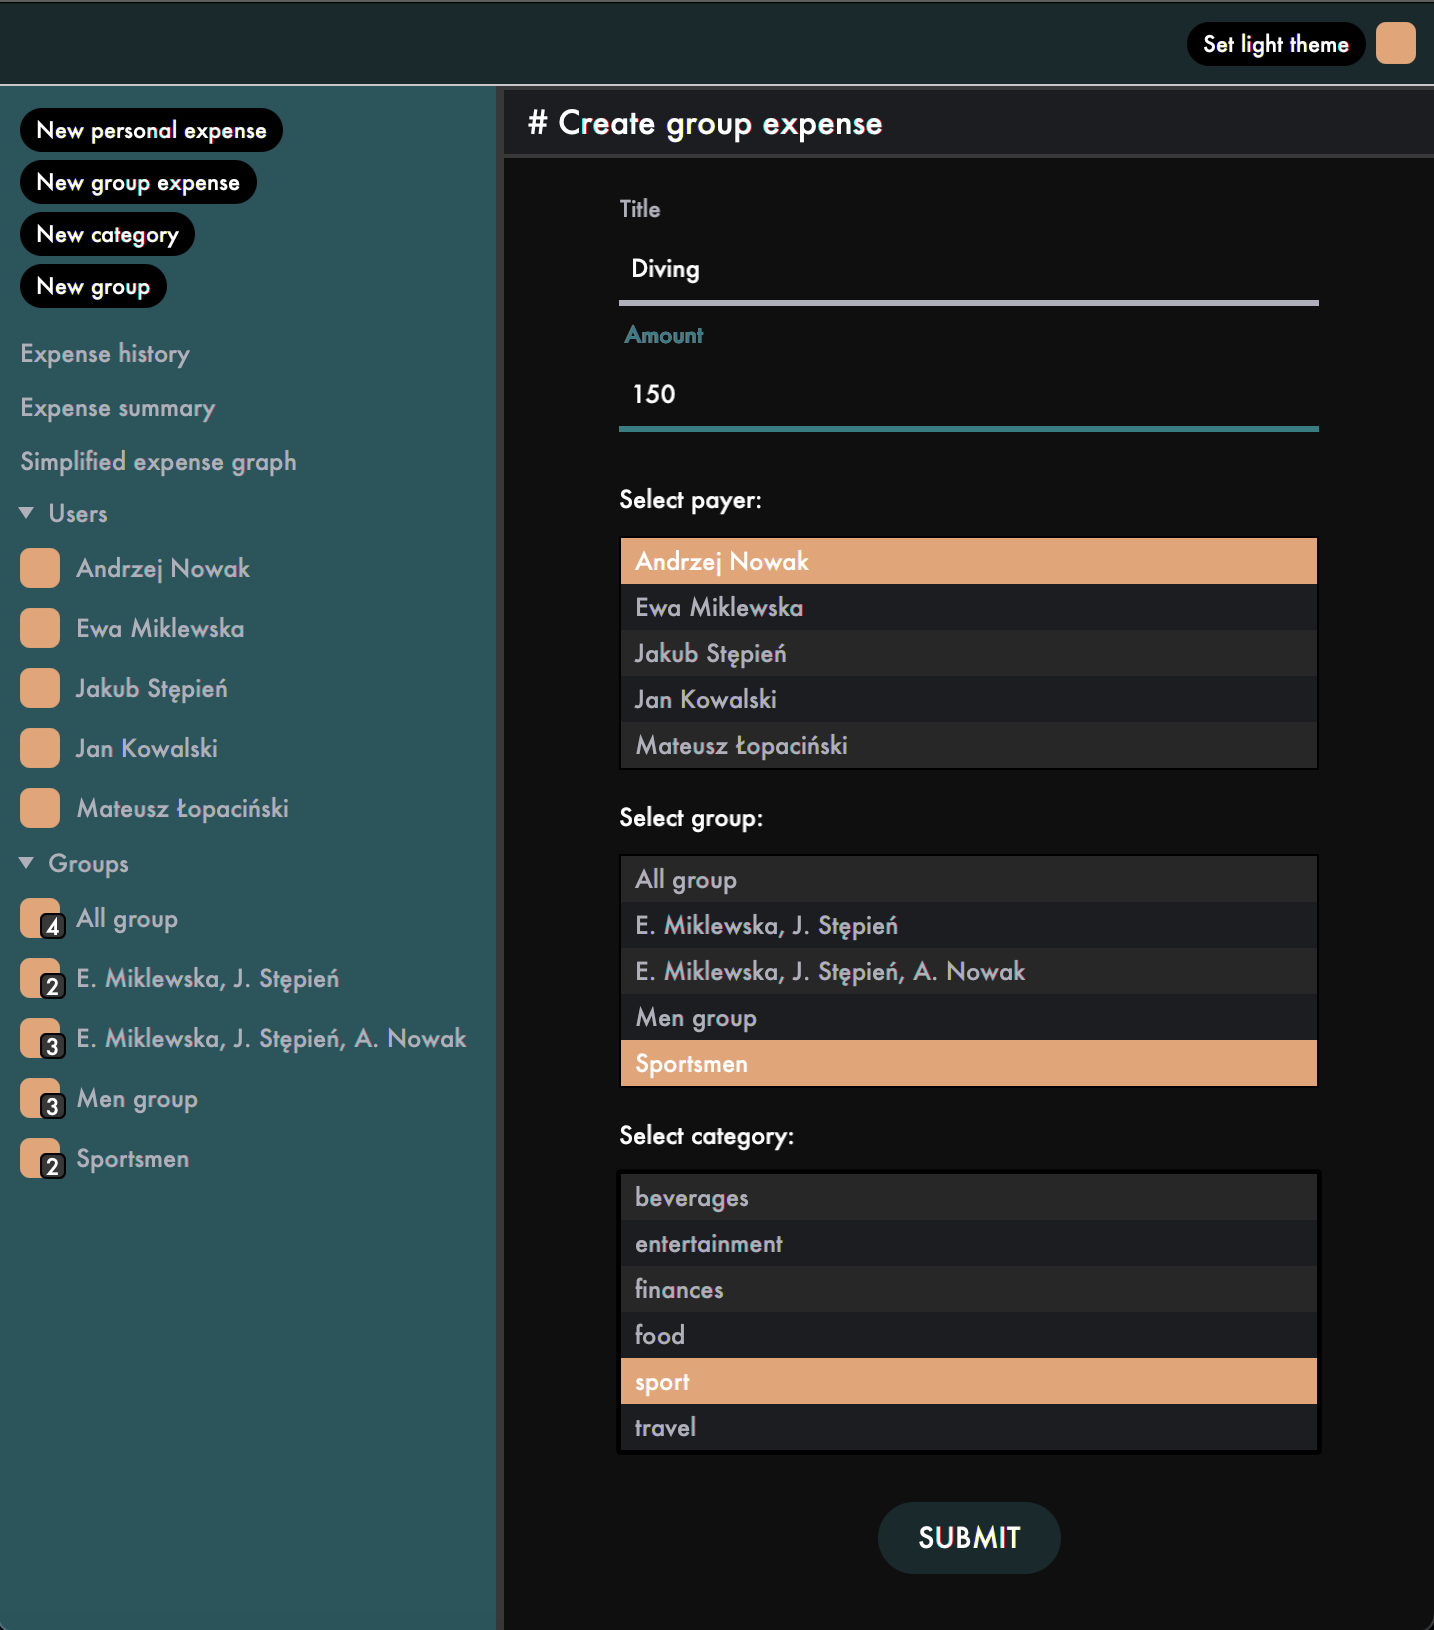 Set light theme
New personal expense
New group expense
New category
New group
Expense history
Expense summary
Simplified expense graph
Users
Andrzej Nowak
Ewa Miklewska
Jakub Stępień
Jan Kowalski
Mateusz Łopaciński
Groups
4 All group
2 E. Miklewska, J. Stępień
3 E. Miklewska, J. Stępień, A. Nowak
3 Men group
2 Sportsmen
# Create group expense
Title
Diving
Amount
150
Select payer:
Andrzej Nowak
Ewa Miklewska
Jakub Stępień
Jan Kowalski
Mateusz Łopaciński
Select group:
All group
E. Miklewska, J. Stępień
E. Miklewska, J. Stępień, A. Nowak
Men group
Sportsmen
Select category:
beverages
entertainment
finances
food
sport
travel
SUBMIT